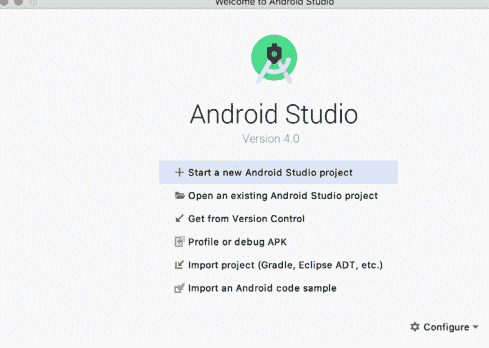 Welcome to Android Studio
Android Studio
Version 4.0
Start a new Android Studio project
Open an existing Android Studio project
Get from Version Control
Profile or debug APK
Import project (Gradle, Eclipse ADT, etc.)
Import an Android code sample
Configure